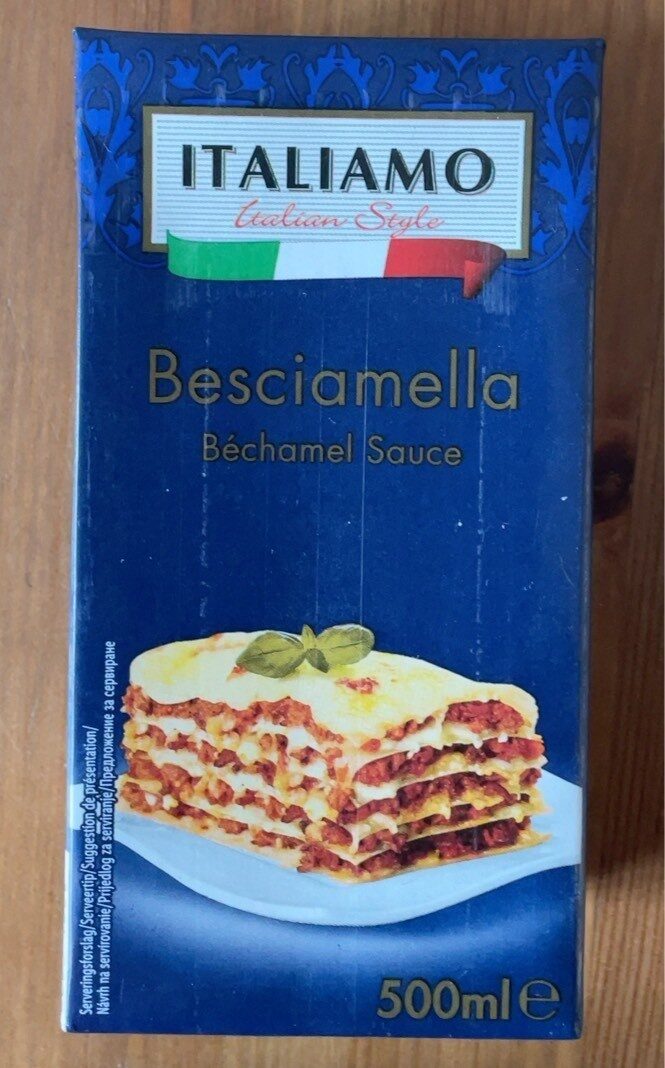 ITALIAMO
Italian Style
Besciamella
Béchamel Sauce
Serveringsforslag/Serveertip/Suggestion de présentation/
Návrh na servírovanie/Prijedlog za serviranje/Предложение за сервиране
500ml e